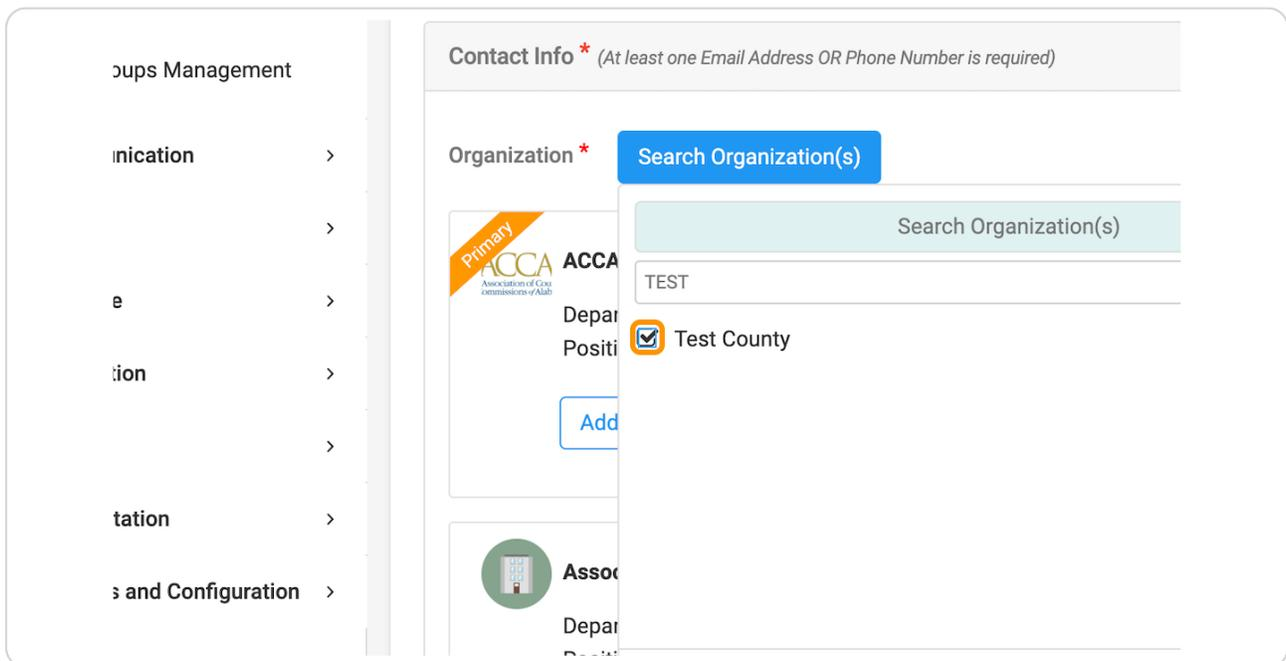 oups Management
Contact Info * (At least one Email Address OR Phone Number is required)
Organization *
Search Organization(s)
Search Organization(s)
TEST
Test County
Primary
ACCA
Association of Cou
ommissions of Alab
ACCA
Depar
Positi
Add
Assoc
Depar
nication
e
tion
tation
s and Configuration